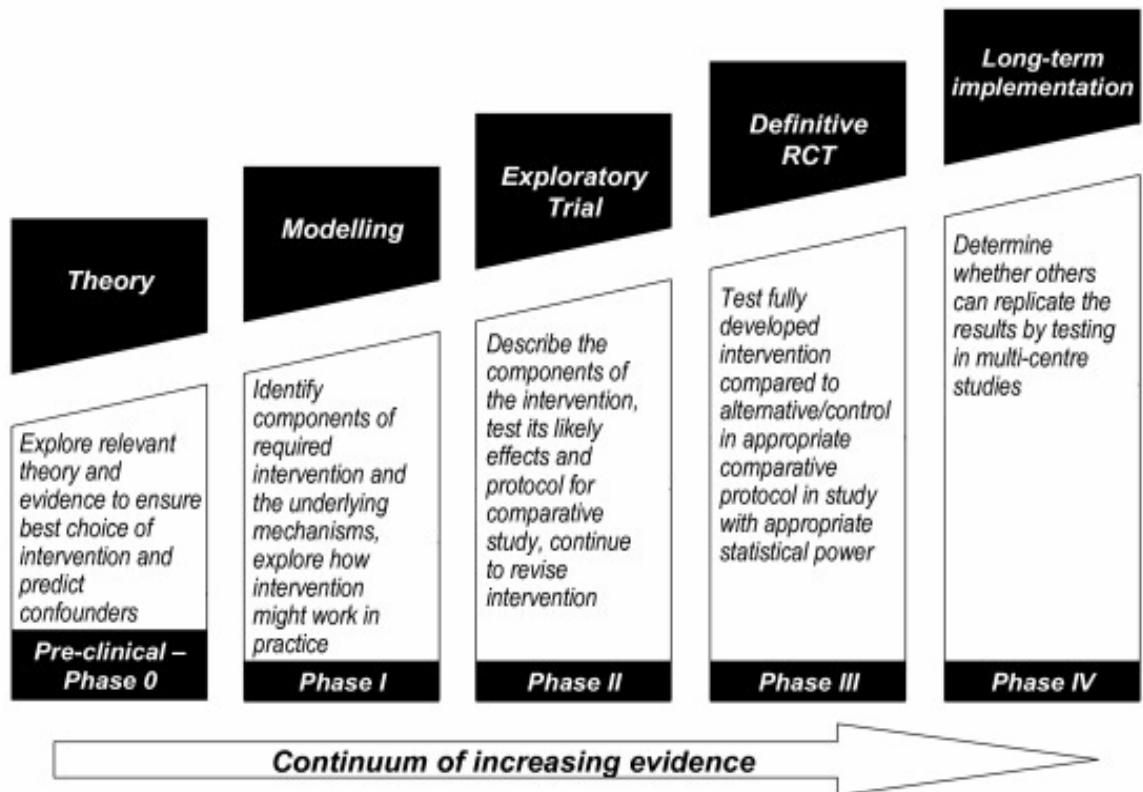 Theory
Explore relevant
theory and
evidence to ensure
best choice of
intervention and
predict
confounders
Pre-clinical –
Phase 0
Modelling
Identify
components of
required
intervention and
the underlying
mechanisms,
explore how
intervention
might work in
practice
Phase I
Exploratory
Trial
Describe the
components of
the intervention,
test its likely
effects and
protocol for
comparative
study, continue
to revise
intervention
Phase II
Definitive
RCT
Test fully
developed
intervention
compared to
alternative/control
in appropriate
comparative
protocol in study
with appropriate
statistical power
Phase III
Long-term
implementation
Determine
whether others
can replicate the
results by testing
in multi-centre
studies
Phase IV
Continuum of increasing evidence